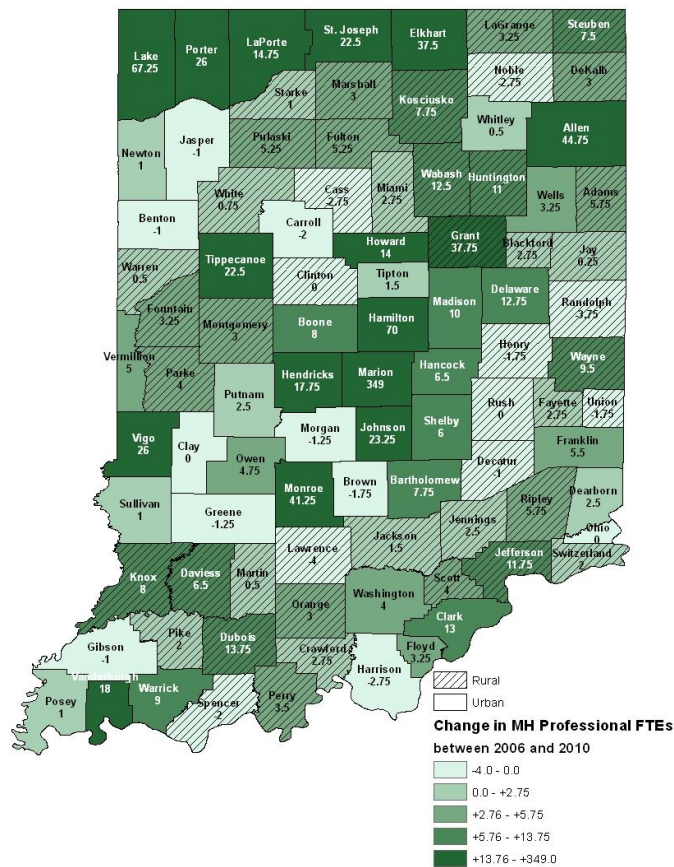 Lake
67.25
Porter
26
LaPorte
14.75
St. Joseph
22.5
Elkhart
37.5
LaGrange
3.25
Steuben
7.5
Noble
-2.75
DeKalb
3
Starke
1
Marshall
3
Kosciusko
7.75
Whitley
0.5
Allen
44.75
Newton
1
Jasper
-1
Pulaski
5.25
Fulton
5.25
Wabash
12.5
Huntington
11
Wells
3.25
Adams
5.75
White
0.75
Cass
-2.75
Miami
2.75
Benton
-1
Carroll
-2
Grant
37.75
Blackford
2.75
Jay
0.25
Warren
0.5
Tippecanoe
22.5
Howard
14
Clinton
0
Tipton
1.5
Delaware
12.75
Randolph
-3.75
Fountain
3.25
Montgomery
3
Boone
8
Hamilton
70
Madison
10
Henry
-1.75
Wayne
9.5
Vermillion
5
Parke
4
Putnam
2.5
Hendricks
17.75
Marion
349
Hancock
6.5
Rush
0
Fayette
2.75
Union
-1.75
Vigo
26
Clay
0
Owen
4.75
Morgan
-1.25
Johnson
23.25
Shelby
6
Franklin
5.5
Decatur
-1
Sullivan
1
Greene
-1.25
Monroe
41.25
Brown
-1.75
Bartholomew
7.75
Jennings
2.5
Ripley
5.75
Dearborn
2.5
Ohio
0
Lawrence
-4
Jackson
1.5
Jefferson
11.75
Switzerland
2
Knox
8
Daviess
6.5
Martin
0.5
Orange
3
Washington
4
Scott
4
Clark
13
Gibson
-1
Pike
2
Dubois
13.75
Crawford
2.75
Harrison
-2.75
Floyd
3.25
Posey
1
Vanderburgh
18
Warrick
9
Spencer
-2
Perry
3.5
Rural
Urban
Change in MH Professional FTEs
between 2006 and 2010
-4.0 - 0.0
0.0 - +2.75
+2.76 - +5.75
+5.76 - +13.75
+13.76 - +349.0